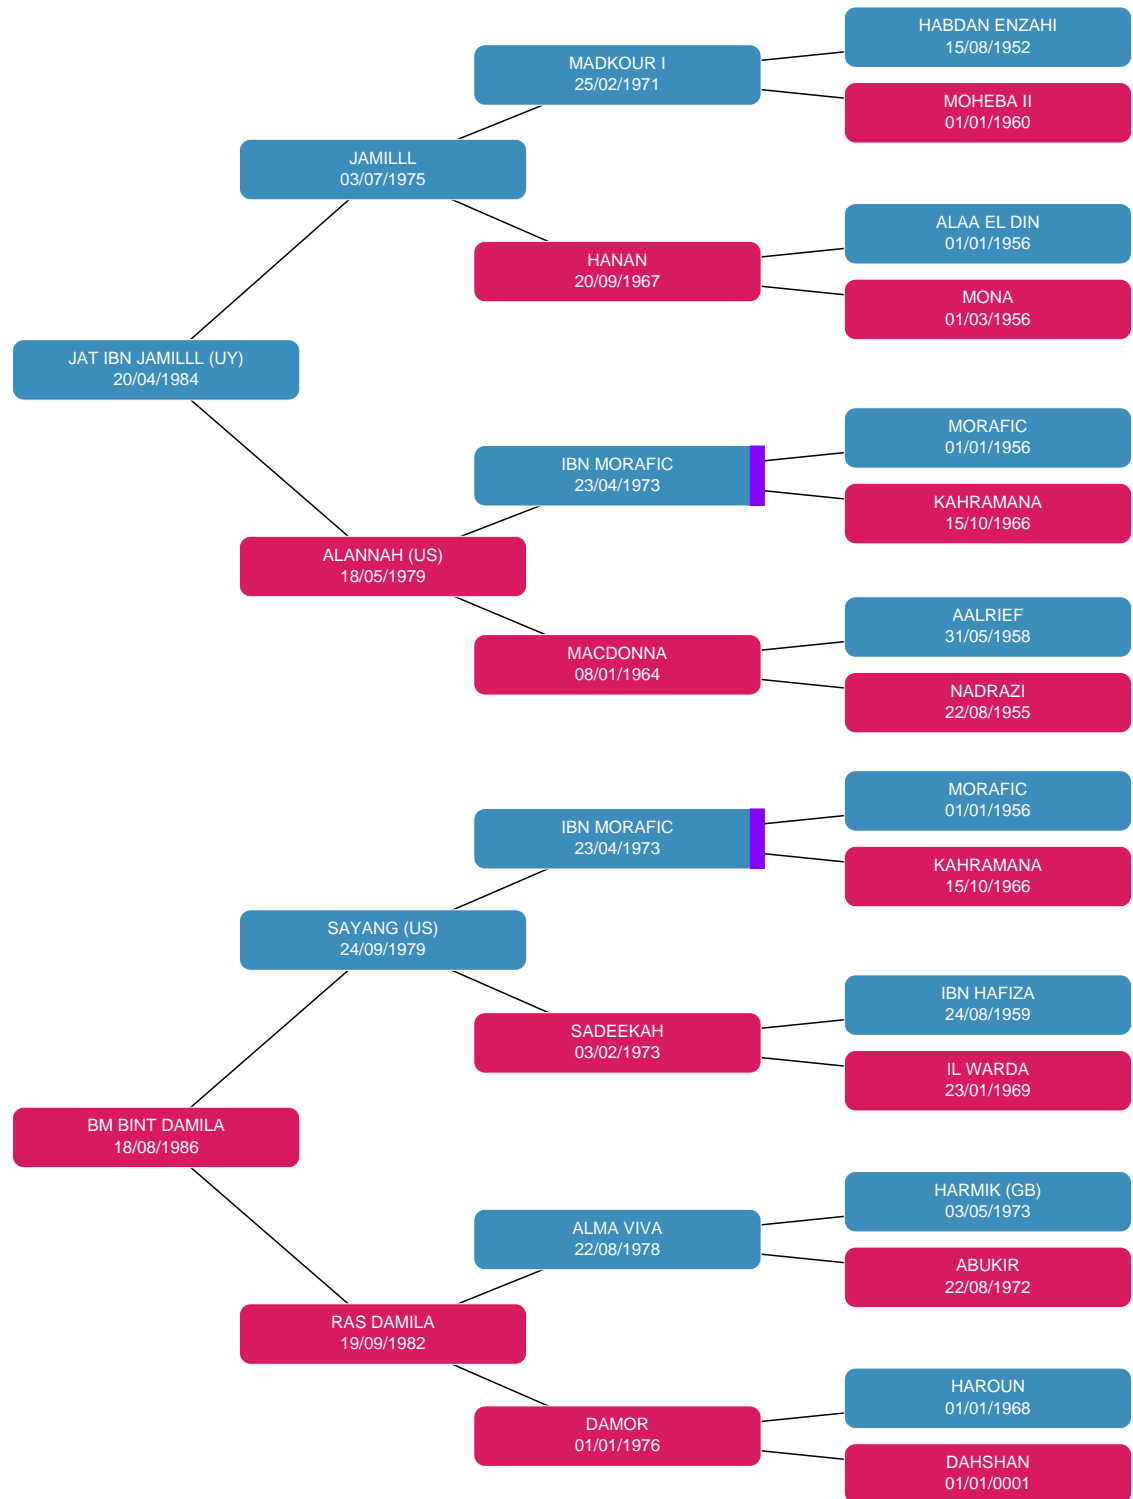 HABDAN ENZAHI
15/08/1952
MADKOUR I
25/02/1971
MOHEBA II
01/01/1960
JAMILLL
03/07/1975
ALAA EL DIN
01/01/1956
HANAN
20/09/1967
MONA
01/03/1956
JAT IBN JAMILLL (UY)
20/04/1984
MORAFIC
01/01/1956
IBN MORAFIC
23/04/1973
KAHRAMANA
15/10/1966
ALANNAH (US)
18/05/1979
AALRIEF
31/05/1958
MACDONNA
08/01/1964
NADRAZI
22/08/1955
MORAFIC
01/01/1956
IBN MORAFIC
23/04/1973
KAHRAMANA
15/10/1966
SAYANG (US)
24/09/1979
IBN HAFIZA
24/08/1959
SADEEKAH
03/02/1973
IL WARDA
23/01/1969
BM BINT DAMILA
18/08/1986
HARMIK (GB)
03/05/1973
ALMA VIVA
22/08/1978
ABUKIR
22/08/1972
RAS DAMILA
19/09/1982
HAROUN
01/01/1968
DAMOR
01/01/1976
DAHSHAN
01/01/0001